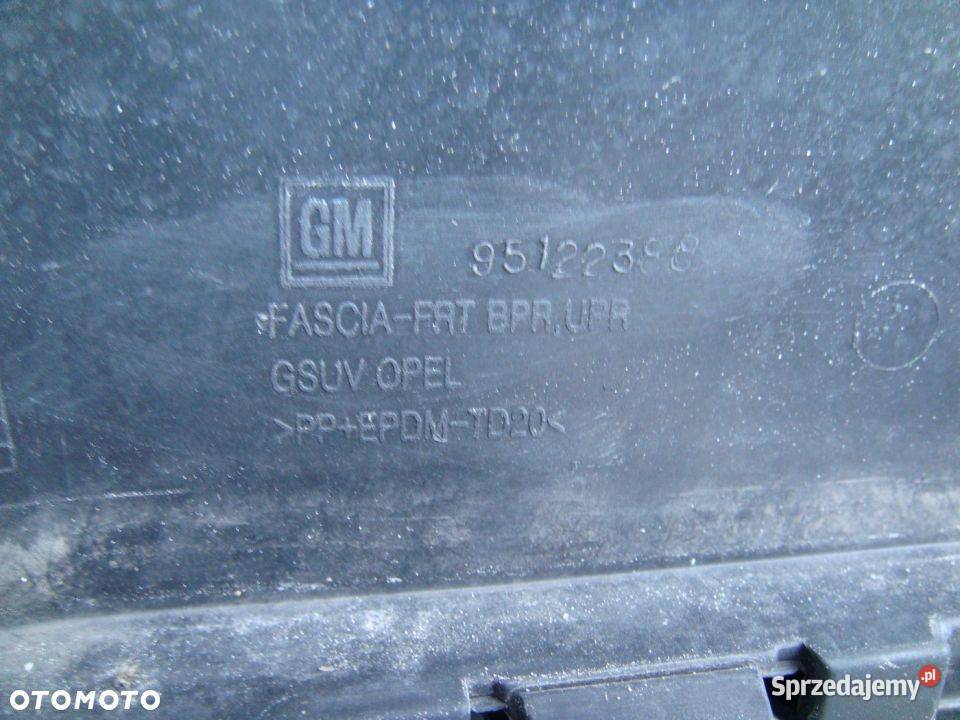 GM 95122388
FASCIA-FRT BPR,UPR
GSUV OPEL
>PP+EPDM-TD20<
OTOMOTO
Sprzedajemy.pl